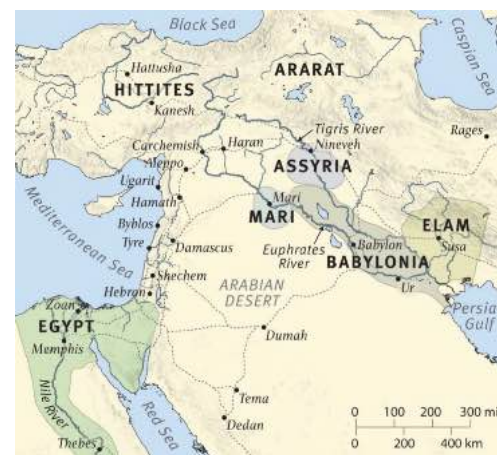 Black Sea
Caspian Sea
Hattusha
ARARAT
HITTITES
Kanesh
Tigris River
Rages
Carchemish
Haran
Nineveh
Aleppo
ASSYRIA
Ugarit
Hamath
Mari
MARI
ELAM
Mediterranean Sea
Byblos
Babylon
Susa
Tyre
Damascus
Euphrates
River
BABYLONIA
Shechem
ARABIAN
DESERT
Ur
Hebron
Zoan
Persian
Gulf
EGYPT
Dumah
Memphis
Nile River
Red Sea
Tema
Dedan
Thebes
0 100 200 300 mi
0 200 400 km